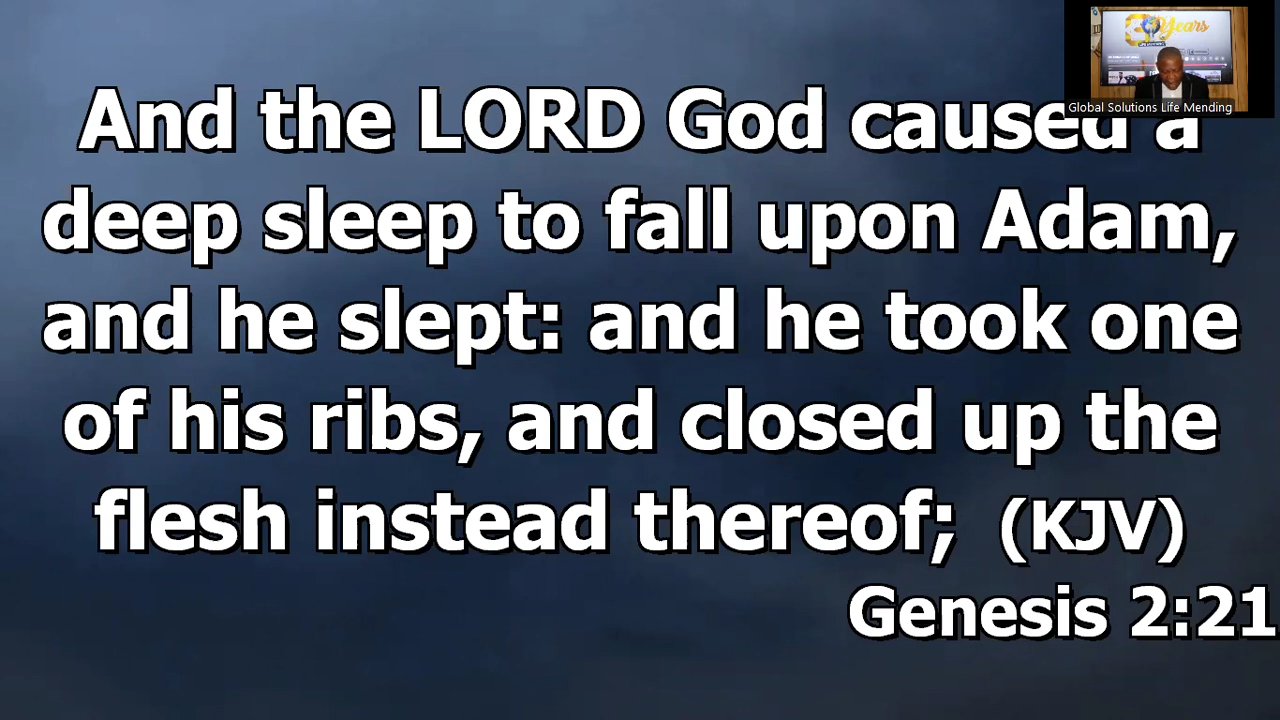 And the LORD God caused a
deep sleep to fall upon Adam,
and he slept: and he took one
of his ribs, and closed up the
flesh instead thereof; (KJV)
Genesis 2:21
30 Years
Global Solutions Life Mending